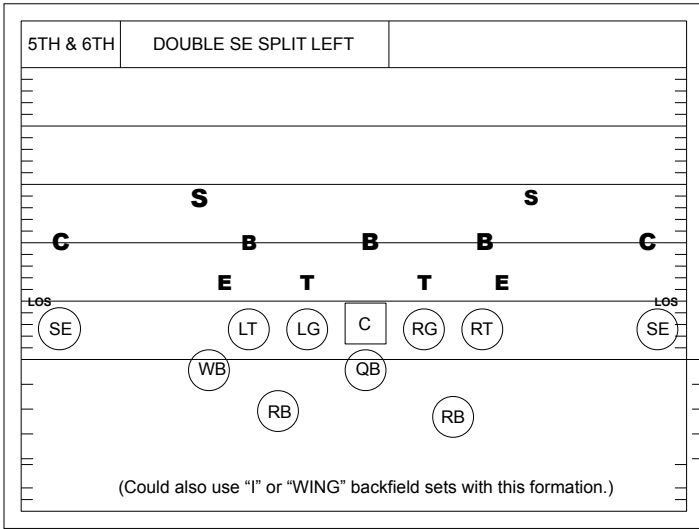 5TH & 6TH DOUBLE SE SPLIT LEFT
S S
C B B B C
E T T E
LOS LOS
SE LT LG C RG RT SE
WB QB
RB RB
(Could also use “I” or “WING” backfield sets with this formation.)